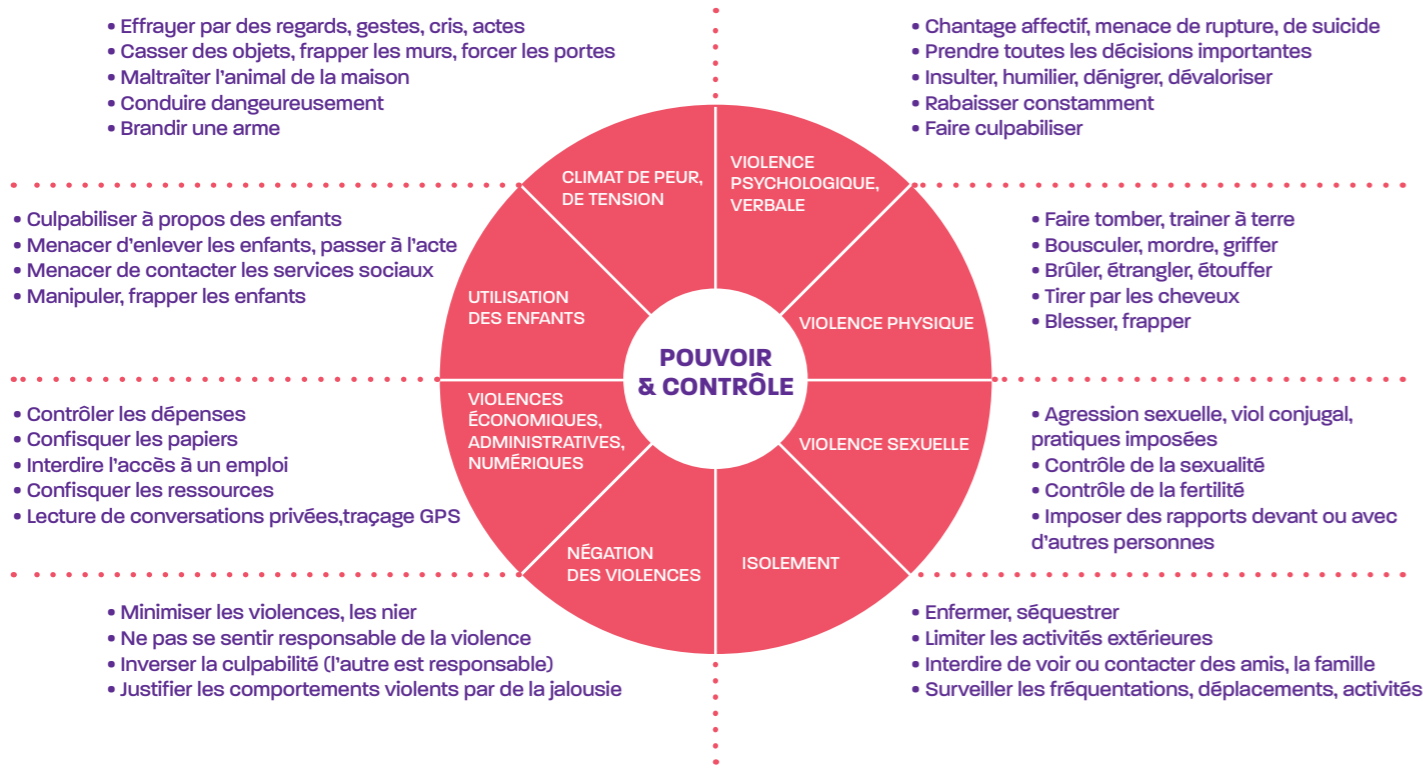 • Effrayer par des regards, gestes, cris, actes
• Casser des objets, frapper les murs, forcer les portes
• Maltraîter l'animal de la maison
• Conduire dangeureusement
• Brandir une arme
• Chantage affectif, menace de rupture, de suicide
• Prendre toutes les décisions importantes
• Insulter, humilier, dénigrer, dévaloriser
• Rabaisser constamment
• Faire culpabiliser
CLIMAT DE PEUR,
DE TENSION
VIOLENCE
PSYCHOLOGIQUE,
VERBALE
• Culpabiliser à propos des enfants
• Menacer d'enlever les enfants, passer à l'acte
• Menacer de contacter les services sociaux
• Manipuler, frapper les enfants
UTILISATION
DES ENFANTS
VIOLENCE PHYSIQUE
• Faire tomber, trainer à terre
• Bousculer, mordre, griffer
• Brûler, étrangler, étouffer
• Tirer par les cheveux
• Blesser, frapper
POUVOIR
& CONTRÔLE
• Contrôler les dépenses
• Confisquer les papiers
• Interdire l'accès à un emploi
• Confisquer les ressources
• Lecture de conversations privées,traçage GPS
VIOLENCES
ÉCONOMIQUES,
ADMINISTRATIVES,
NUMÉRIQUES
VIOLENCE SEXUELLE
• Agression sexuelle, viol conjugal,
pratiques imposées
• Contrôle de la sexualité
• Contrôle de la fertilité
• Imposer des rapports devant ou avec
d'autres personnes
NÉGATION
DES VIOLENCES
ISOLEMENT
• Minimiser les violences, les nier
• Ne pas se sentir responsable de la violence
• Inverser la culpabilité (l'autre est responsable)
• Justifier les comportements violents par de la jalousie
• Enfermer, séquestrer
• Limiter les activités extérieures
• Interdire de voir ou contacter des amis, la famille
• Surveiller les fréquentations, déplacements, activités